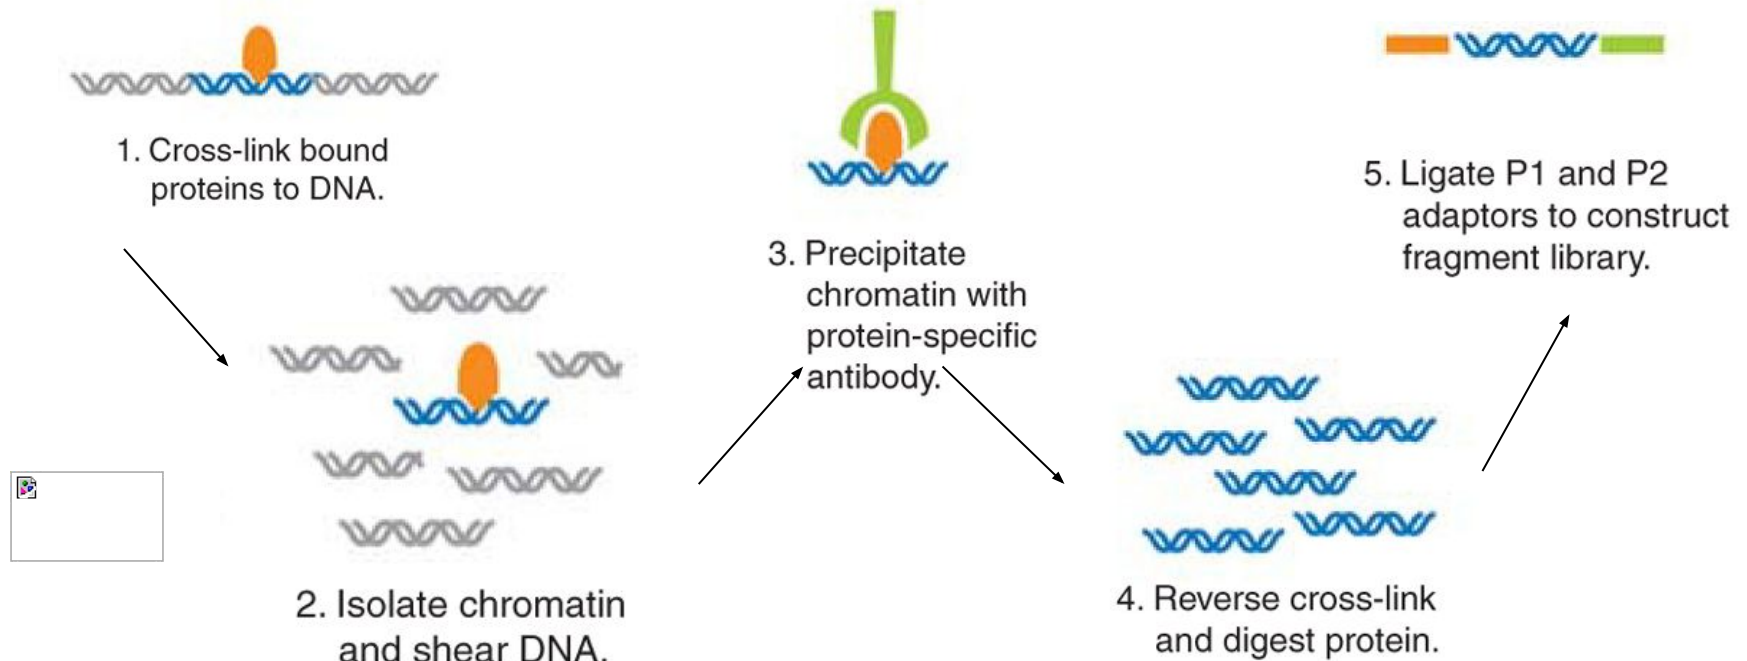 1. Cross-link bound
proteins to DNA.
2. Isolate chromatin
and shear DNA.
3. Precipitate
chromatin with
protein-specific
antibody.
4. Reverse cross-link
and digest protein.
5. Ligate P1 and P2
adaptors to construct
fragment library.